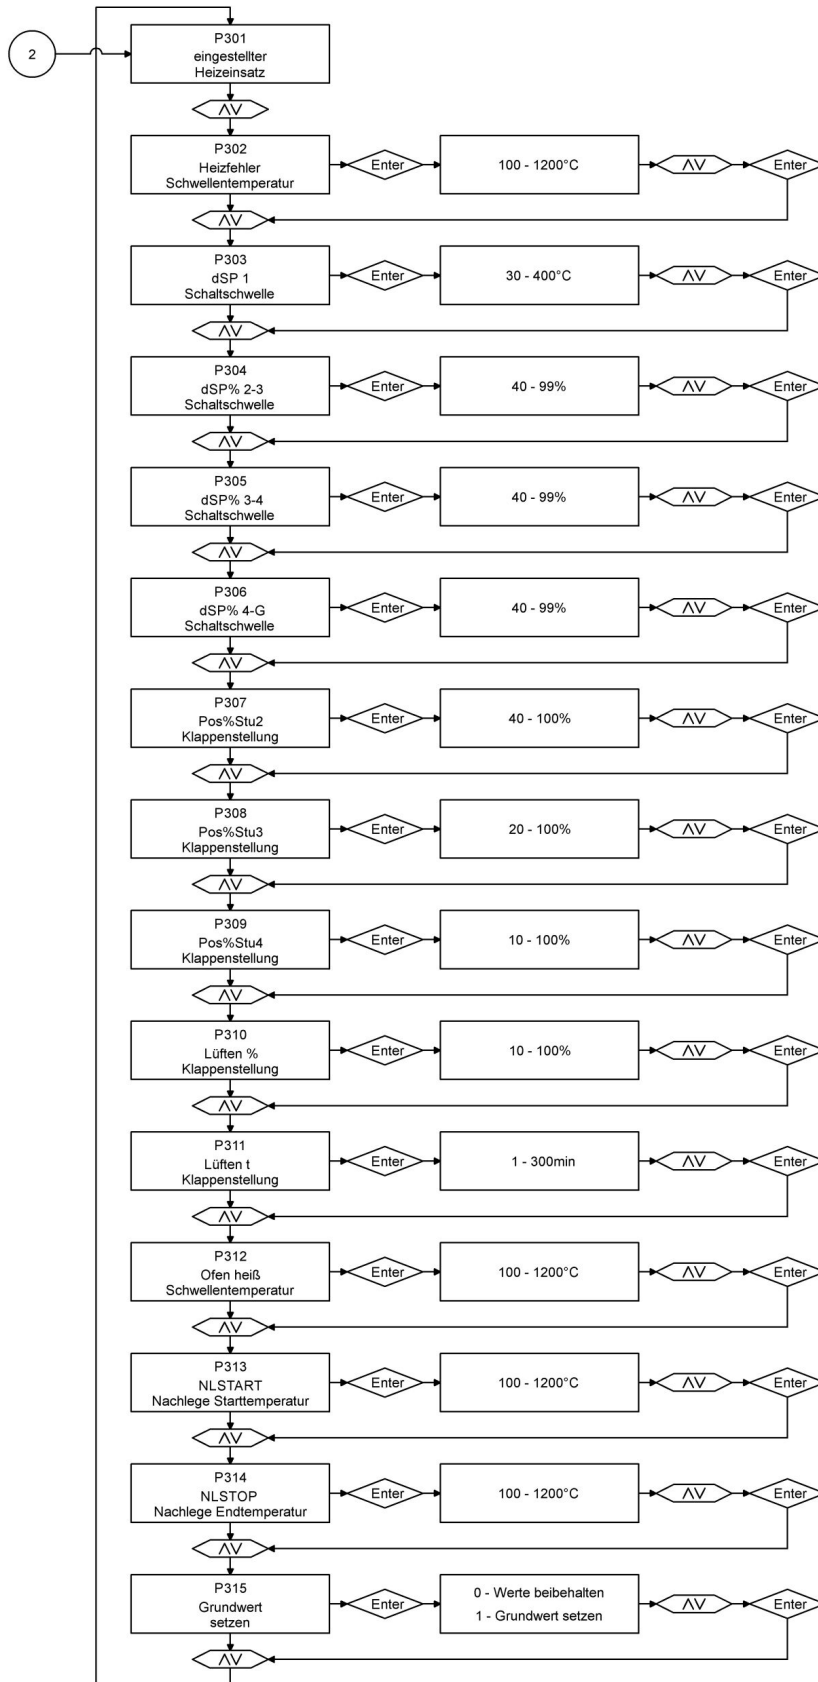 P301
eingestellter
Heizeinsatz
2
ΛV
P302
Heizfehler
Schwellentemperatur
Enter
100 - 1200°C
ΛV
Enter
ΛV
P303
dSP 1
Schaltschwelle
Enter
30 - 400°C
ΛV
Enter
ΛV
P304
dSP% 2-3
Schaltschwelle
Enter
40 - 99%
ΛV
Enter
ΛV
P305
dSP% 3-4
Schaltschwelle
Enter
40 - 99%
ΛV
Enter
ΛV
P306
dSP% 4-G
Schaltschwelle
Enter
40 - 99%
ΛV
Enter
ΛV
P307
Pos%Stu2
Klappenstellung
Enter
40 - 100%
ΛV
Enter
ΛV
P308
Pos%Stu3
Klappenstellung
Enter
20 - 100%
ΛV
Enter
ΛV
P309
Pos%Stu4
Klappenstellung
Enter
10 - 100%
ΛV
Enter
ΛV
P310
Lüften %
Klappenstellung
Enter
10 - 100%
ΛV
Enter
ΛV
P311
Lüften t
Klappenstellung
Enter
1 - 300min
ΛV
Enter
ΛV
P312
Ofen heiß
Schwellentemperatur
Enter
100 - 1200°C
ΛV
Enter
ΛV
P313
NLSTART
Nachlege Starttemperatur
Enter
100 - 1200°C
ΛV
Enter
ΛV
P314
NLSTOP
Nachlege Endtemperatur
Enter
100 - 1200°C
ΛV
Enter
ΛV
P315
Grundwert
setzen
Enter
0 - Werte beibehalten
1 - Grundwert setzen
ΛV
Enter
ΛV